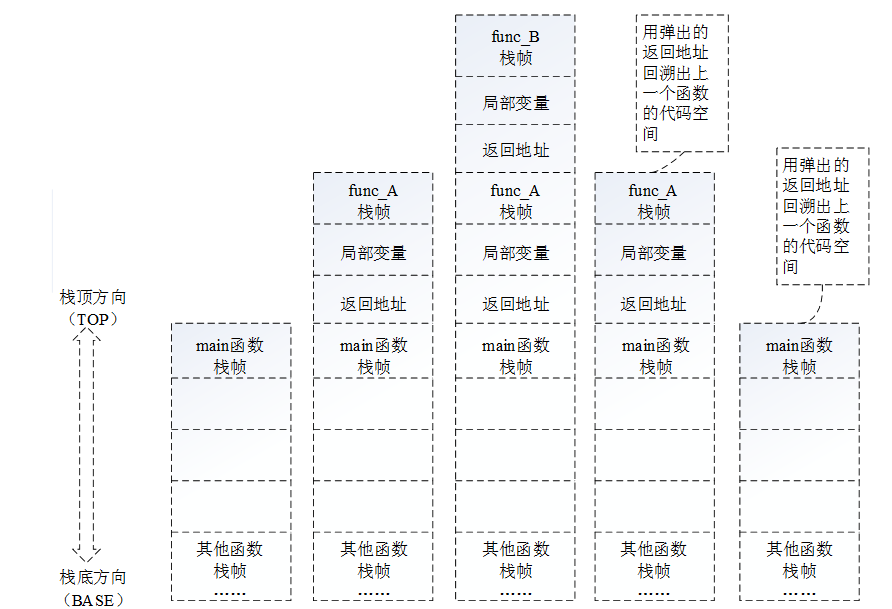 栈顶方向
（TOP）
栈底方向
（BASE）
main函数
栈帧
其他函数
栈帧
……
func_A
栈帧
局部变量
返回地址
main函数
栈帧
其他函数
栈帧
……
func_B
栈帧
局部变量
返回地址
func_A
栈帧
局部变量
返回地址
main函数
栈帧
其他函数
栈帧
……
用弹出的
返回地址
回溯出上
一个函数
的代码空
间
func_A
栈帧
局部变量
返回地址
main函数
栈帧
其他函数
栈帧
……
用弹出的
返回地址
回溯出上
一个函数
的代码空
间
main函数
栈帧
其他函数
栈帧
……